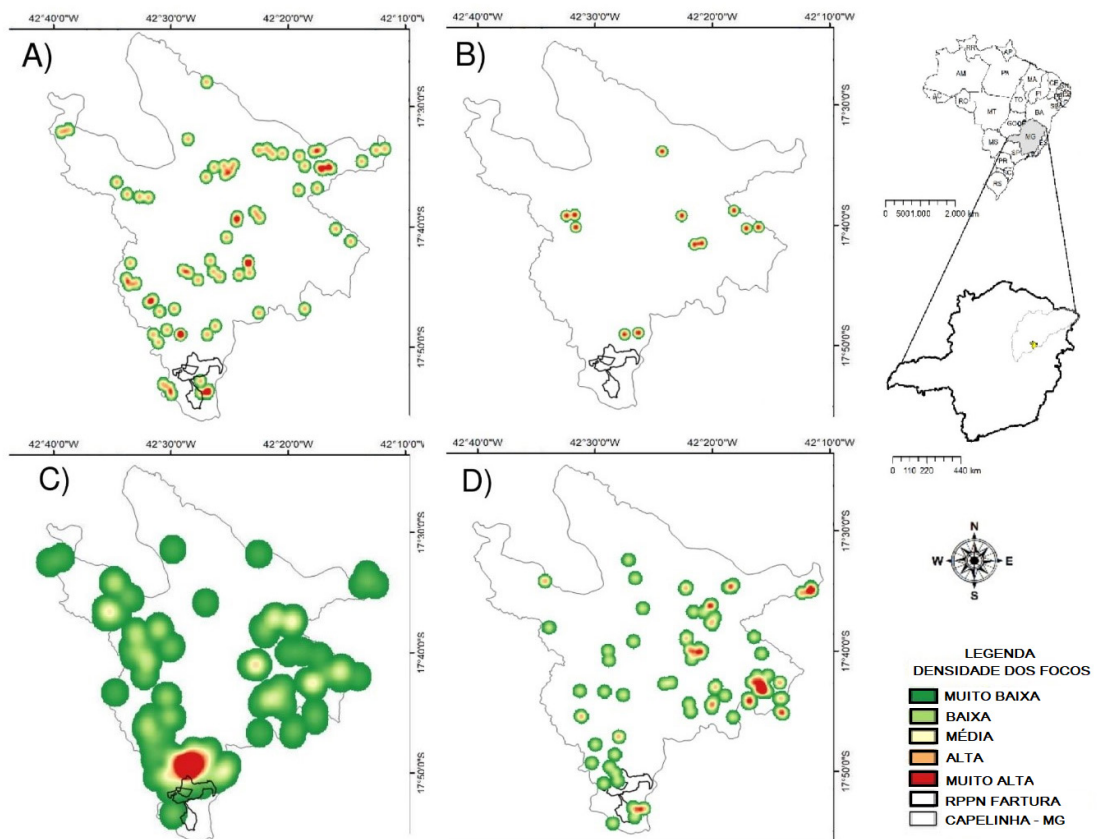 42°40'0"W 42°30'0"W 42°20'0"W 42°10'0"W
A)
17°30'0"S
17°40'0"S
17°50'0"S
42°40'0"W 42°30'0"W 42°20'0"W 42°10'0"W
B)
17°30'0"S
17°40'0"S
17°50'0"S
RR
AP
AM
PA
MA
CE
AC
RO
TO
PI
MT
BA
GO
MG
ES
MS
SP
PR
SC
RS
0 5001.000 2.000 km
0 110 220 440 km
42°40'0"W 42°30'0"W 42°20'0"W 42°10'0"W
C)
17°30'0"S
17°40'0"S
17°50'0"S
42°40'0"W 42°30'0"W 42°20'0"W 42°10'0"W
D)
17°30'0"S
17°40'0"S
17°50'0"S
N
W E
S
LEGENDA
DENSIDADE DOS FOCOS
MUITO BAIXA
BAIXA
MÉDIA
ALTA
MUITO ALTA
RPPN FARTURA
CAPELINHA - MG